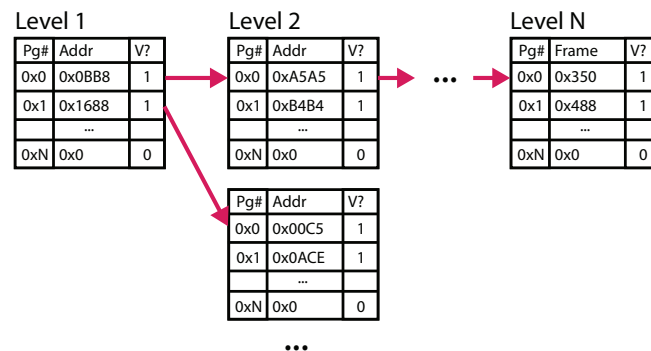 Level 1
Pg# Addr V?
0x0 0x0BB8 1
0x1 0x1688 1
...
0xN 0x0 0
Level 2
Pg# Addr V?
0x0 0xA5A5 1
0x1 0xB4B4 1
...
0xN 0x0 0
Pg# Addr V?
0x0 0x00C5 1
0x1 0x0ACE 1
...
0xN 0x0 0
...
...
Level N
Pg# Frame V?
0x0 0x350 1
0x1 0x488 1
...
0xN 0x0 0